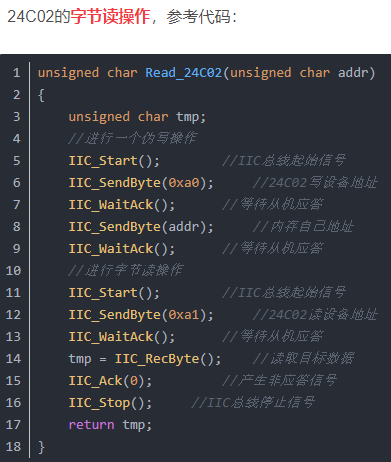 24C02的字节读操作，参考代码：
1 unsigned char Read_24C02(unsigned char addr)
2 {
3     unsigned char tmp;
4     //进行一个伪写操作
5     IIC_Start();        //IIC总线起始信号
6     IIC_SendByte(0xa0);     //24C02写设备地址
7     IIC_WaitAck();      //等待从机应答
8     IIC_SendByte(addr);     //内存自己地址
9     IIC_WaitAck();      //等待从机应答
10     //进行字节读操作
11     IIC_Start();        //IIC总线起始信号
12     IIC_SendByte(0xa1);     //24C02读设备地址
13     IIC_WaitAck();      //等待从机应答
14     tmp = IIC_RecByte();    //读取目标数据
15     IIC_Ack(0);         //产生非应答信号
16     IIC_Stop();     //IIC总线停止信号
17     return tmp;
18 }